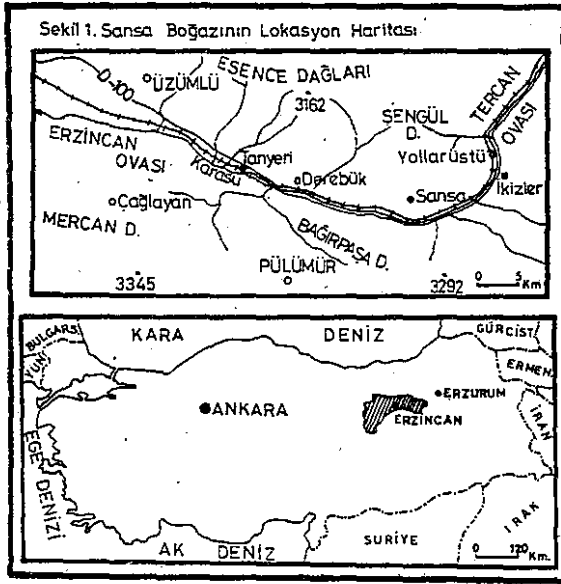 Şekil 1. Sansa Boğazının Lokasyon Haritası
D-100
ÜZÜMLÜ
ESENCE DAĞLARI
3162
ŞENGÜL
D.
TERCAN
OVASI
ERZİNCAN
OVASI
Karasu
Tanyeri
Derebük
Yollarüstü
Sansa
İkizler
Çağlayan
MERCAN D.
BAĞIRPAŞA D.
PÜLÜMÜR
3345
3292
0 5
Km.
BULGARS.
YUN.
KARA DENİZ
GÜRCİST.
ERMEN.
ANKARA
ERZURUM
ERZİNCAN
İRAN
EGE DENİZİ
AK DENİZ
SURİYE
IRAK
0 120
Km.